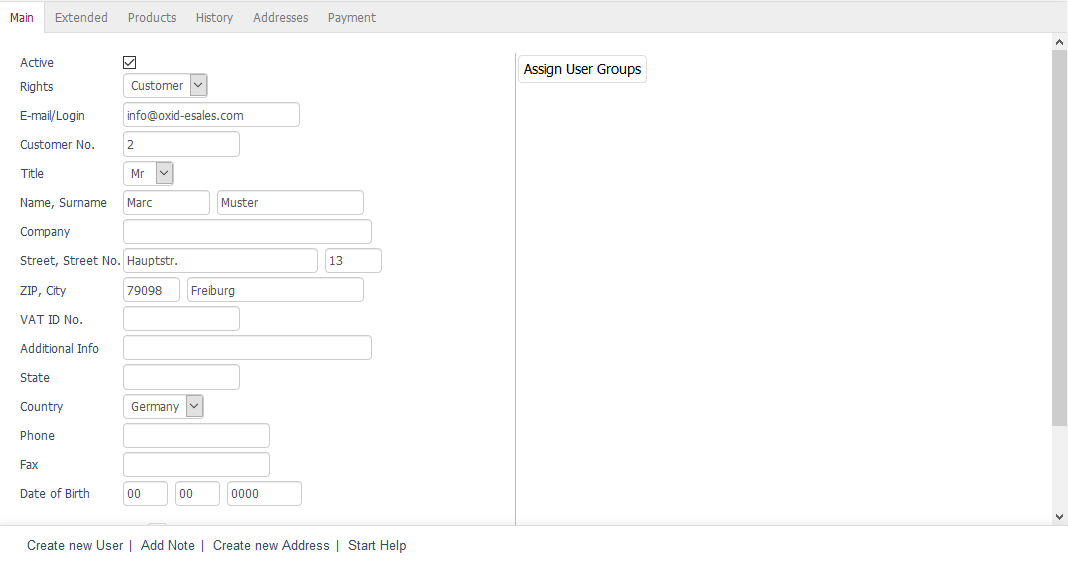 Main Extended Products History Addresses Payment
Active
Assign User Groups
Rights Customer
E-mail/Login info@oxid-esales.com
Customer No. 2
Title Mr
Name, Surname Marc Muster
Company
Street, Street No. Hauptstr. 13
ZIP, City 79098 Freiburg
VAT ID No.
Additional Info
State
Country Germany
Phone
Fax
Date of Birth 00 00 0000
Create new User | Add Note | Create new Address | Start Help